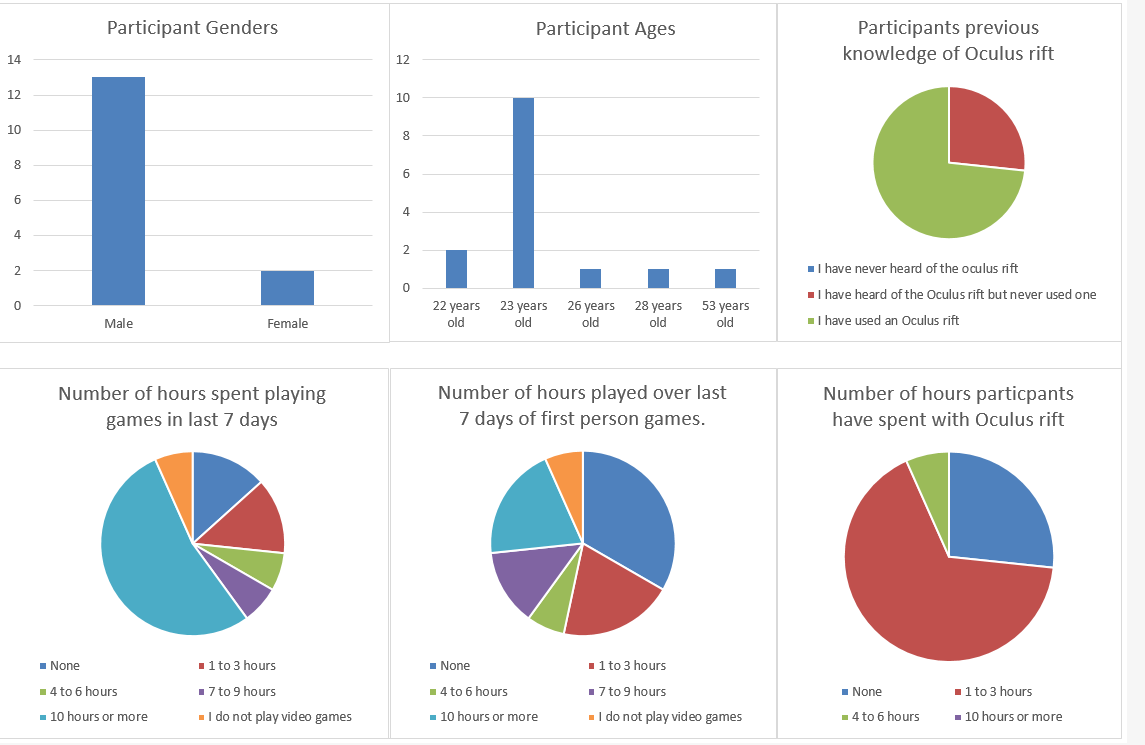 Participant Genders
14
12
10
8
6
4
2
0
Male
Female
Participant Ages
12
10
8
6
4
2
0
22 years
old
23 years
old
26 years
old
28 years
old
53 years
old
Participants previous
knowledge of Oculus rift
I have never heard of the oculus rift
I have heard of the Oculus rift but never used one
I have used an Oculus rift
Number of hours spent playing
games in last 7 days
None
1 to 3 hours
4 to 6 hours
7 to 9 hours
10 hours or more
I do not play video games
Number of hours played over last
7 days of first person games.
None
1 to 3 hours
4 to 6 hours
7 to 9 hours
10 hours or more
I do not play video games
Number of hours particpants
have spent with Oculus rift
None
1 to 3 hours
4 to 6 hours
10 hours or more